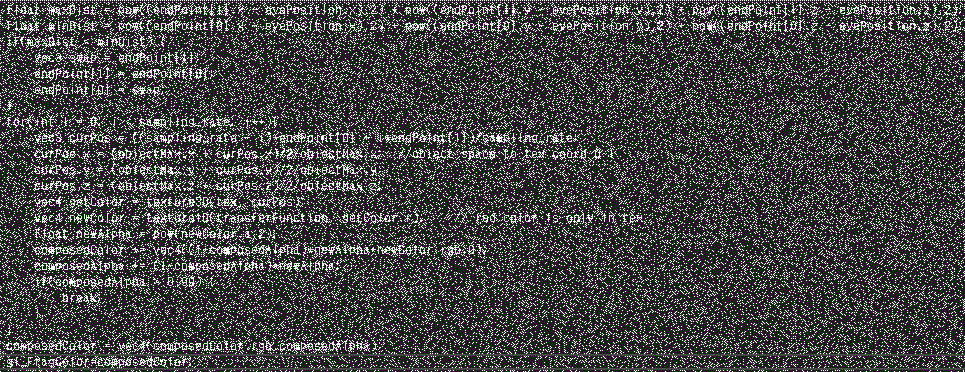 float maxDist = pow((endPoint[1].x - eyePosition.x),2) + pow((endPoint[1].y - eyePosition.y),2) + pow((endPoint[1].z - eyePosition.z),2);
float minDist = pow((endPoint[0].x - eyePosition.x),2) + pow((endPoint[0].y - eyePosition.y),2) + pow((endPoint[0].z - eyePosition.z),2);
if(maxDist < minDist) {
vec3 swap = endPoint[1];
endPoint[1] = endPoint[0];
endPoint[0] = swap;
}
for(int i = 0; i < sampling_rate; i++){
vec3 curPos = ((sampling_rate - i)*endPoint[0] + i*endPoint[1])/sampling_rate;
curPos.x = (objectMax.x + curPos.x)/2/objectMax.x; //object space to tex coord
curPos.y = (objectMax.y + curPos.y)/2/objectMax.y;
curPos.z = (objectMax.z + curPos.z)/2/objectMax.z;
vec4 getColor = texture3D(tex, curPos);
vec4 newColor = texture1D(transferFunction, getColor.r); // red color is only in tex
float newAlpha = pow(newColor.a,2);
composedColor += vec4((1-composedAlpha)*newAlpha*newColor.rgb,0);
composedAlpha += (1-composedAlpha)*newAlpha;
if(composedAlpha > 0.99) {
break;
}
}
composedColor = vec4(composedColor.rgb,composedAlpha);
gl_FragColor=composedColor;